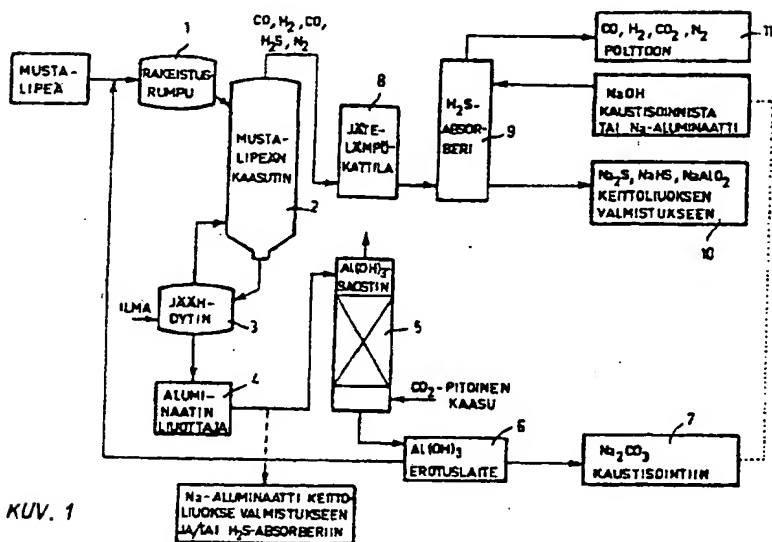 1
CO, H₂, CO,
H₂S, N₂
MUSTA-
LIPEÄ
RAKEISTUS-
RUMPU
MUSTA-
LIPEÄN
KAASUTIN
2
8
JÄTE-
LÄMPÖ-
KATTILA
H₂S-
ABSOR-
BERI
9
CO, H₂, CO₂, N₂
POLTTOON
11
NaOH
KAUSTISOINNISTA
TAI Na-ALUMINAATTI
Na₂S, NaHS, NaAlO₂
KEITTOLIUOKSEN
VALMISTUKSEEN
10
ILMA
JÄÄH-
DYTIN
3
Al(OH)₃
SAOSTIN
5
CO₂-PITOINEN
KAASU
4
ALUMI-
NAATIN
LIUOTTAJA
6
Al(OH)₃
EROTUSLAITE
7
Na₂CO₃
KAUSTISOINTIIN
Na-ALUMINAATTI KEITTO-
LIUOKSE VALMISTUKSEEN
JA/TAI H₂S-ABSORBERIIN
KUV. 1